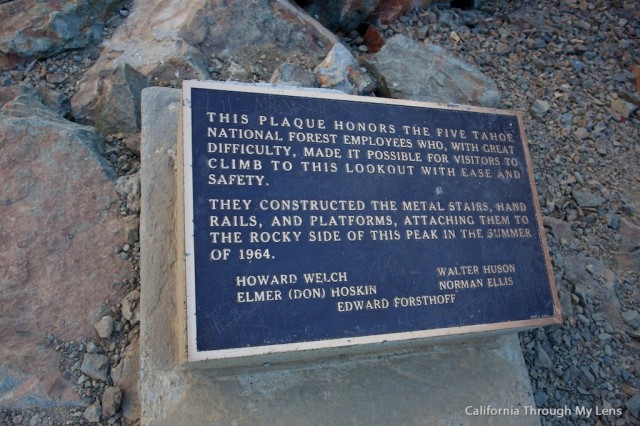 THIS PLAQUE HONORS THE FIVE TAHOE
NATIONAL FOREST EMPLOYEES WHO, WITH GREAT
DIFFICULTY, MADE IT POSSIBLE FOR VISITORS TO
CLIMB TO THIS LOOKOUT WITH EASE AND
SAFETY.
THEY CONSTRUCTED THE METAL STAIRS, HAND
RAILS, AND PLATFORMS, ATTACHING THEM TO
THE ROCKY SIDE OF THIS PEAK IN THE SUMMER
OF 1964.
HOWARD WELCH WALTER HUSON
ELMER (DON) HOSKIN NORMAN ELLIS
EDWARD FORSTHOFF
California Through My Lens